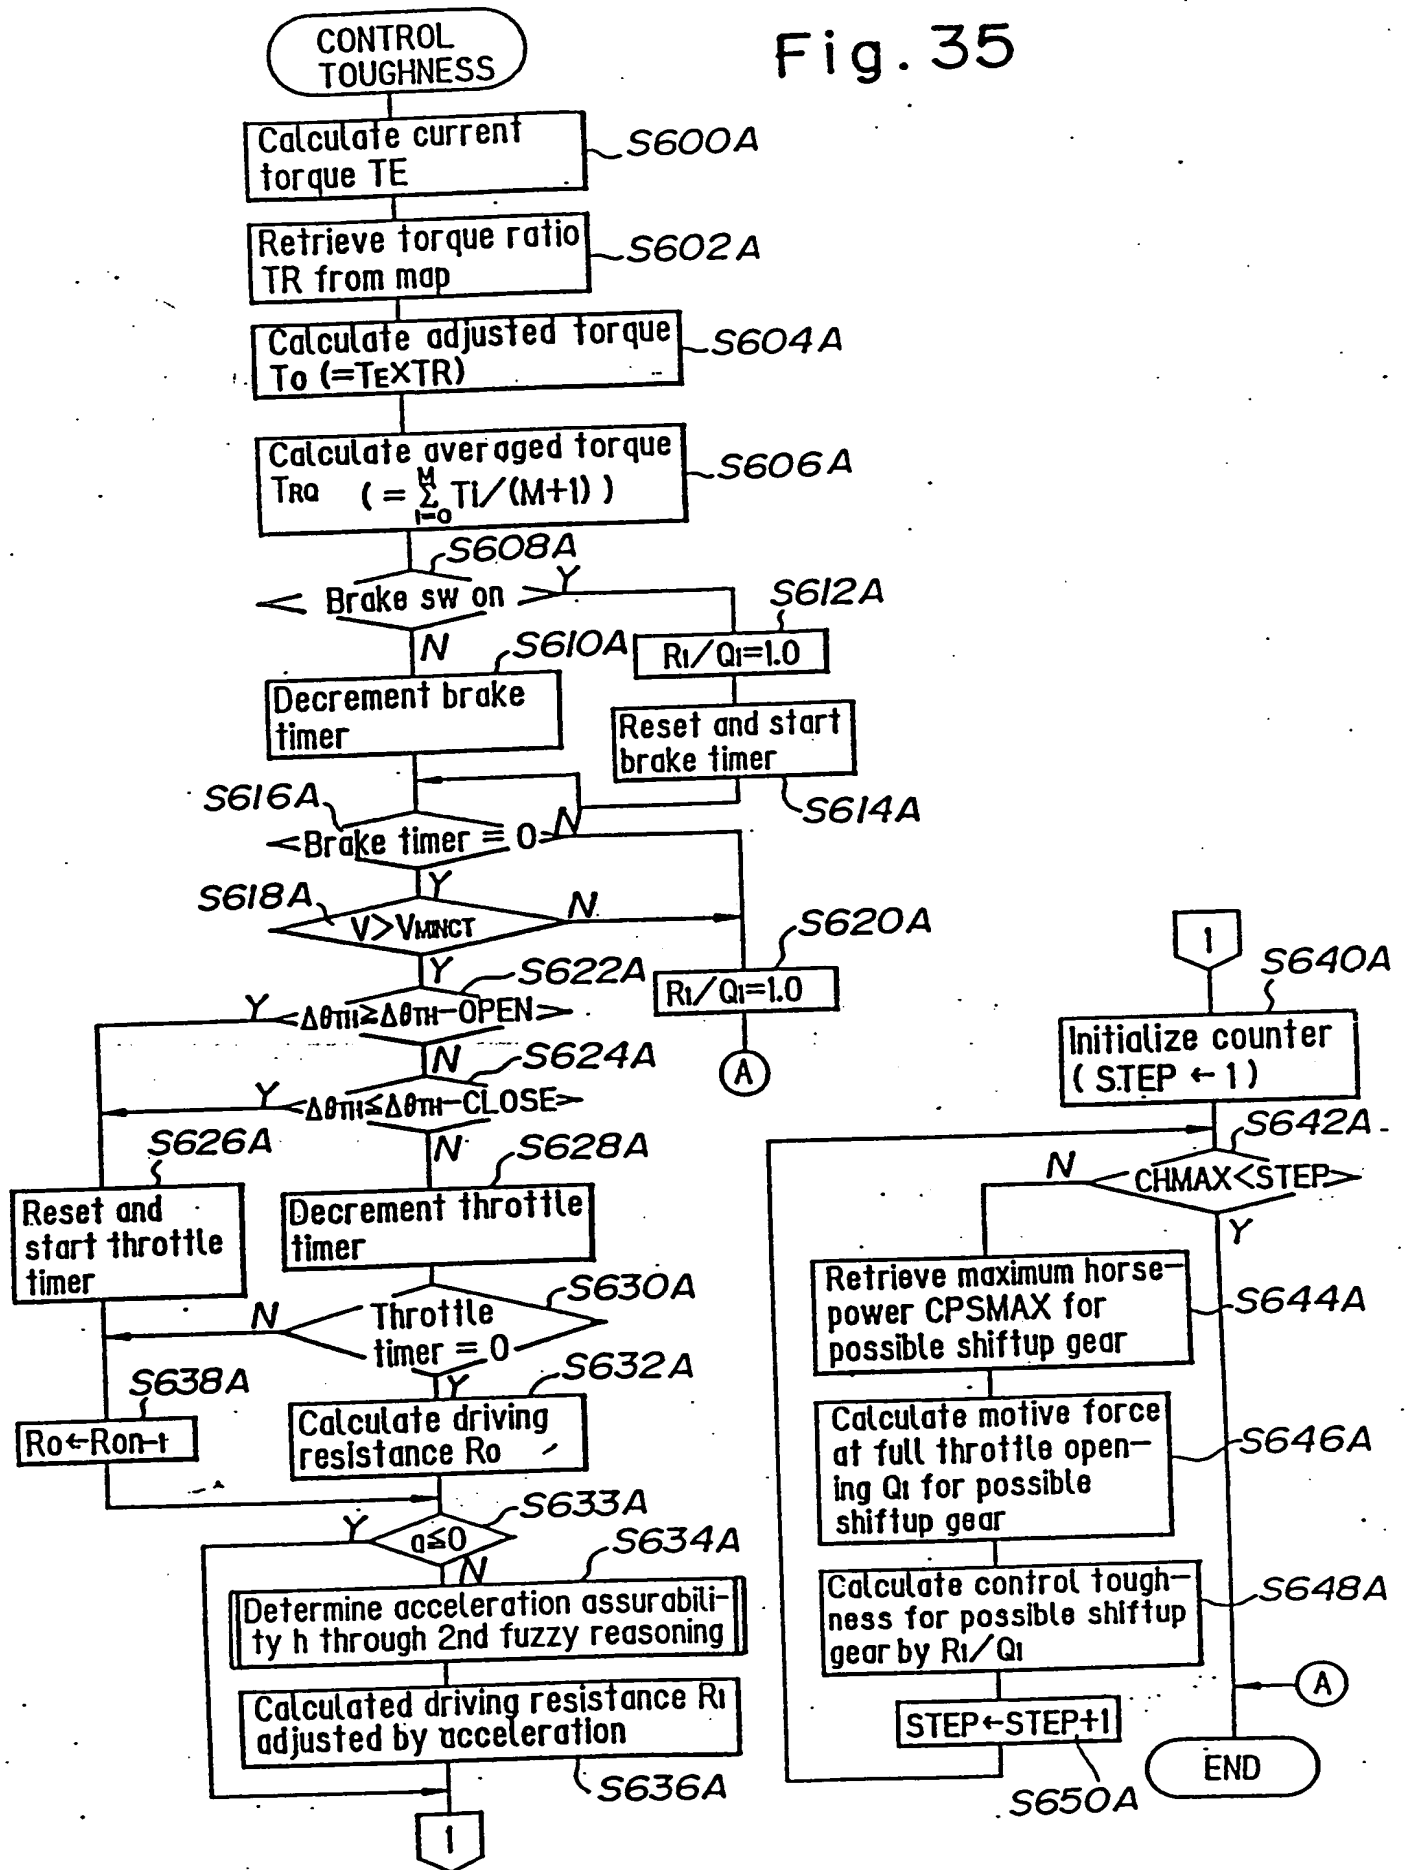 Fig. 35
CONTROL
TOUGHNESS
Calculate current
torque TE
S600A
Retrieve torque ratio
TR from map
S602A
Calculate adjusted torque
To (=TE×TR)
S604A
Calculate averaged torque
TRQ (= M Σ i=0 Ti/(M+1) )
S606A
S608A
Brake sw on
Y
N
S610A
Decrement brake
timer
S612A
R1/Q1=1.0
Reset and start
brake timer
S614A
S616A
Brake timer = 0
N
Y
S618A
V>VMINCT
N
Y
S620A
R1/Q1=1.0
A
S622A
ΔθTH≧ΔθTH-OPEN
Y
N
S624A
ΔθTH≦ΔθTH-CLOSE
Y
N
S626A
Reset and
start throttle
timer
S628A
Decrement throttle
timer
S630A
Throttle
timer = 0
N
Y
S632A
Calculate driving
resistance Ro
S638A
Ro←Ron-1
S633A
a≦0
Y
N
S634A
Determine acceleration assurabili-
ty h through 2nd fuzzy reasoning
Calculated driving resistance R1
adjusted by acceleration
S636A
1
1
S640A
Initialize counter
( STEP ← 1 )
S642A
CHMAX<STEP
N
Y
Retrieve maximum horse-
power CPSMAX for
possible shiftup gear
S644A
Calculate motive force
at full throttle open-
ing Q1 for possible
shiftup gear
S646A
Calculate control tough-
ness for possible shiftup
gear by R1/Q1
S648A
STEP←STEP+1
S650A
A
END